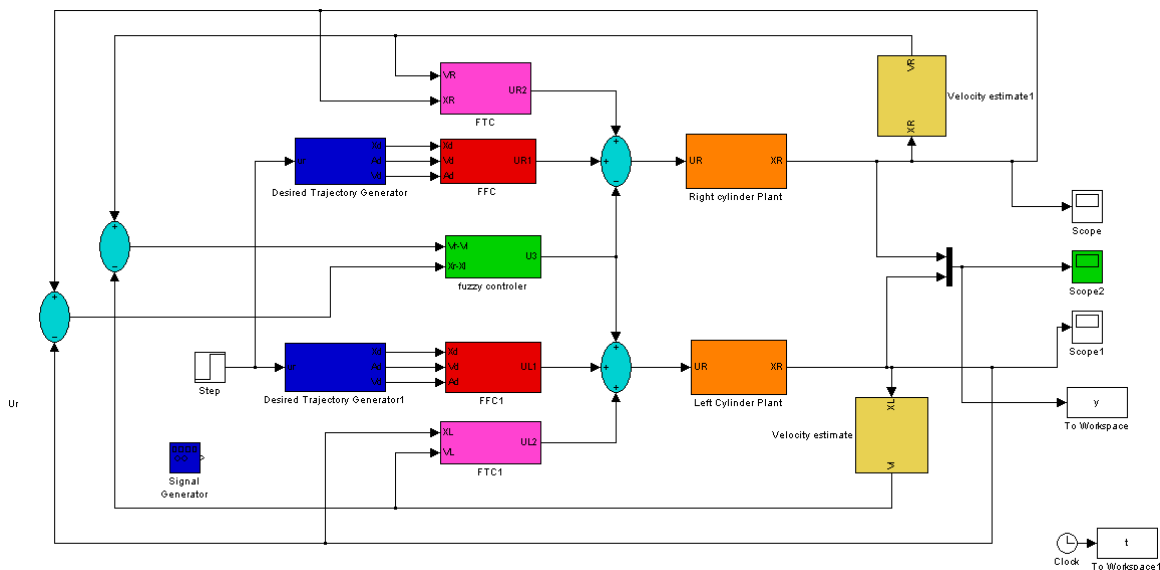 VR
XR
UR2
FTC
VR
XR
Velocity estimate1
Xd
Ad
Vd
Desired Trajectory Generator
Xd
Vd
Ad
UR1
FFC
UR
XR
Right cylinder Plant
Scope
Vr-Vl
Xr-Xl
U3
fuzzy controler
Scope2
Step
Xd
Ad
Vd
Desired Trajectory Generator1
Xd
Vd
Ad
UL1
FFC1
UR
XR
Left Cylinder Plant
Scope1
Ur
XL
VL
UL2
FTC1
XL
Vl
Velocity estimate
y
To Workspace
Signal
Generator
Clock
t
To Workspace1